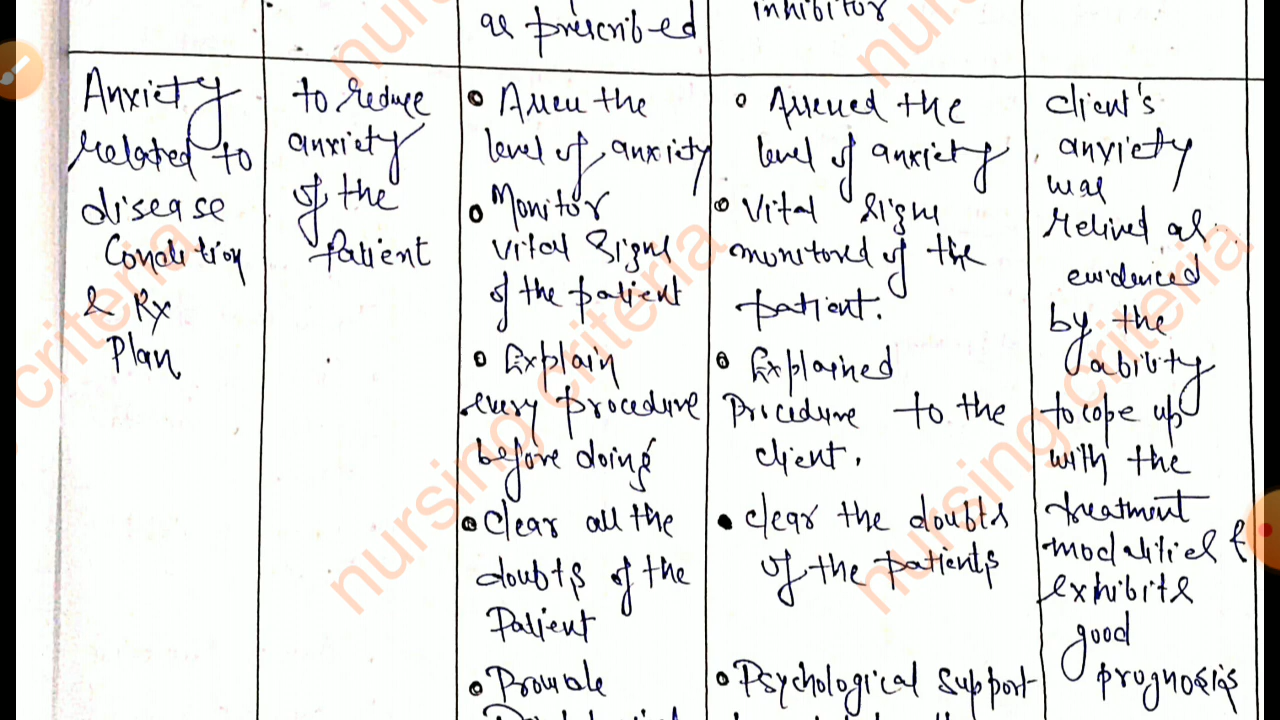 as prescribed
inhibitor
Anxiety
related to
disease
Condition
& Rx
Plan
to reduce
anxiety
of the
Patient
• Assess the
level of anxiety
• Monitor
vital signs
of the patient
• Explain
every procedure
before doing
• Clear all the
doubts of the
Patient
• Provide
• Assessed the
level of anxiety
• Vital signs
monitored of the
patient.
• Explained
Procedure to the
client.
• clear the doubts
of the patients
• Psychological support
client's
anxiety
was
relived as
evidenced
by the
ability
to cope up
with the
treatment
modalities &
exhibits
good
prognosis
nursing criteria
nursing criteria
criteria